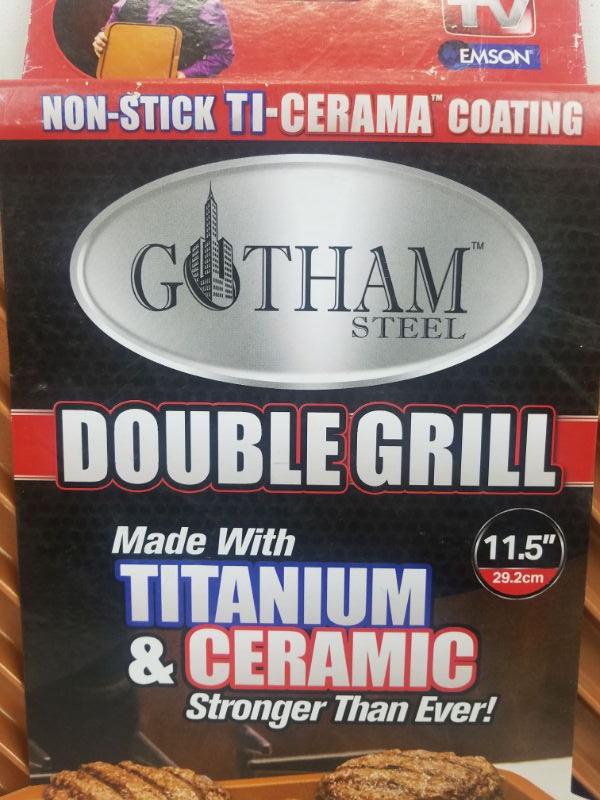 TV
EMSON
NON-STICK TI-CERAMA™ COATING
GOTHAM™
STEEL
DOUBLE GRILL
Made With
11.5"
29.2cm
TITANIUM
& CERAMIC
Stronger Than Ever!